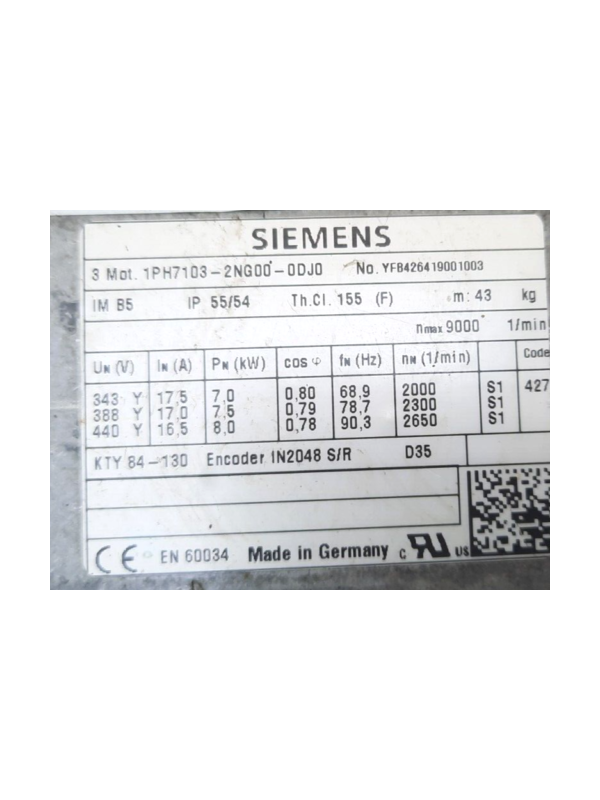 SIEMENS
3 Mot. 1PH7103-2NG00-0DJ0 No. YFB426419001003
IM B5 IP 55/54 Th.Cl. 155 (F) m: 43 kg
nmax 9000 1/min
UN (V) IN (A) PN (kW) cos φ fN (Hz) nN (1/min) Code
343 Y 17,5 7,0 0,80 68,9 2000 S1 427
388 Y 17,0 7,5 0,79 78,7 2300 S1
440 Y 16,5 8,0 0,78 90,3 2650 S1
KTY 84-130 Encoder IN2048 S/R D35
CE EN 60034 Made in Germany c RU US